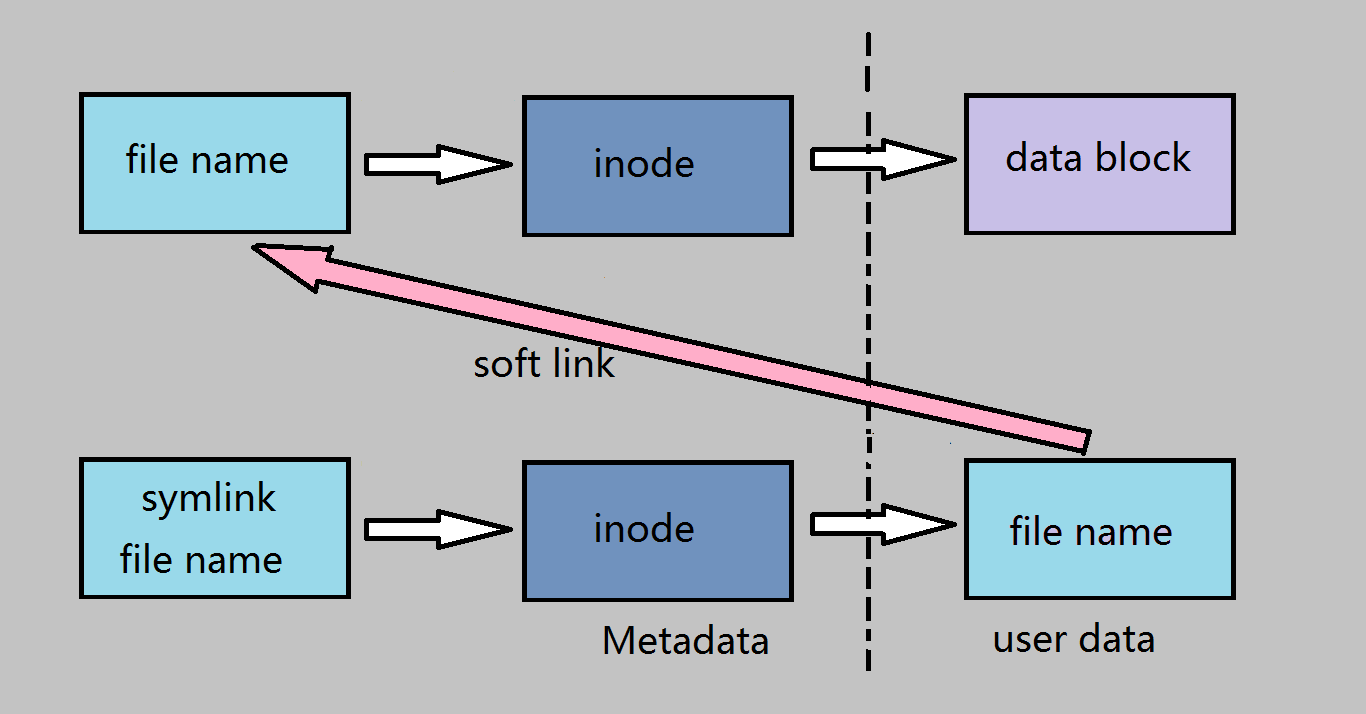 file name
inode
data block
soft link
symlink
file name
inode
file name
Metadata
user data